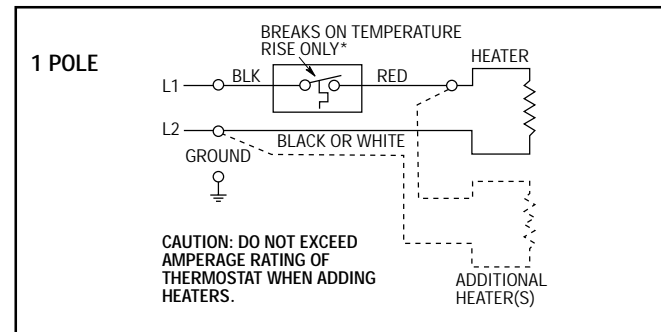 1 POLE
BREAKS ON TEMPERATURE
RISE ONLY*
HEATER
L1
BLK
RED
L2
BLACK OR WHITE
GROUND
CAUTION: DO NOT EXCEED
AMPERAGE RATING OF
THERMOSTAT WHEN ADDING
HEATERS.
ADDITIONAL
HEATER(S)